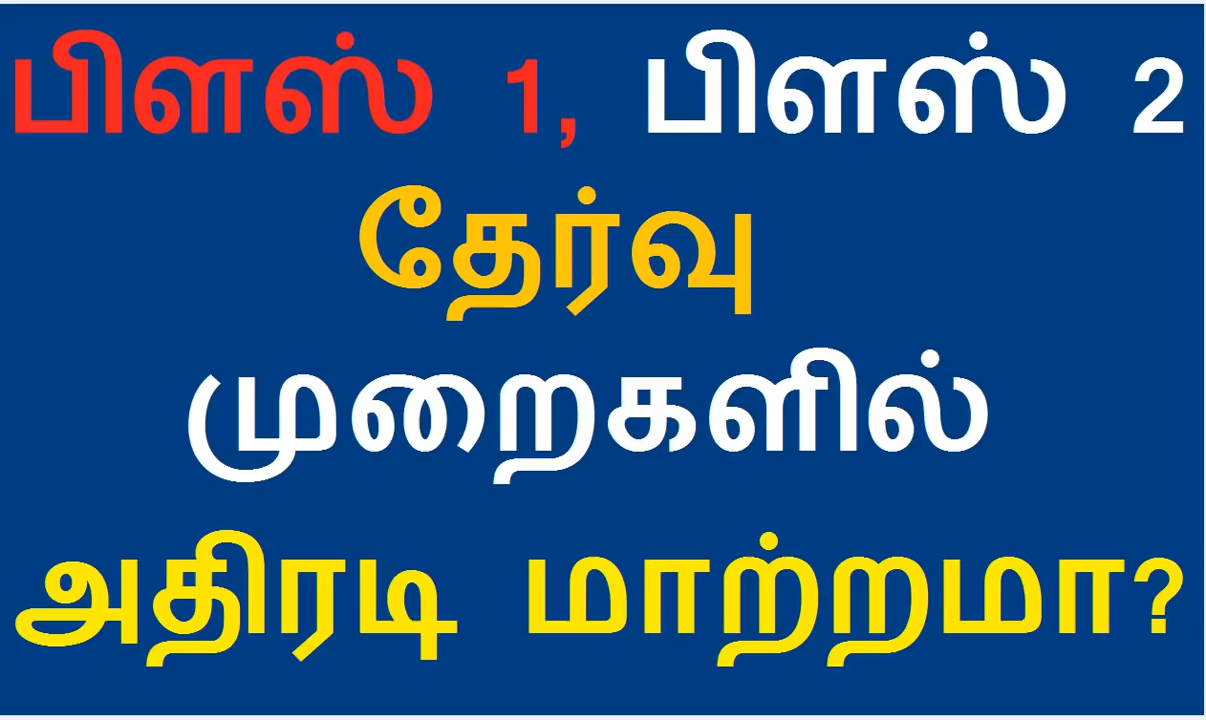 பிளஸ் 1, பிளஸ் 2
தேர்வு
முறைகளில்
அதிரடி மாற்றமா?